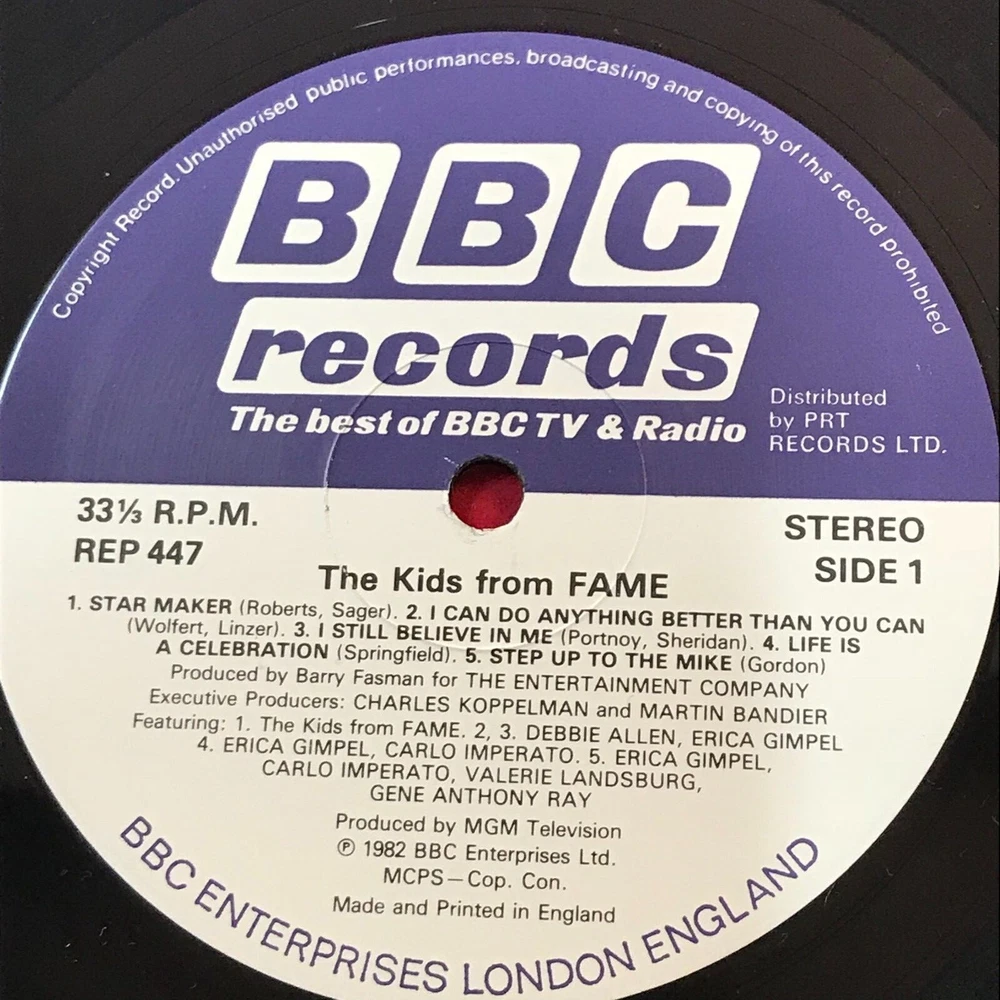 Copyright Record. Unauthorised public performances, broadcasting and copying of this record prohibited
BBC
records
The best of BBC TV & Radio
Distributed
by PRT
RECORDS LTD.
33⅓ R.P.M.
REP 447
STEREO
SIDE 1
The Kids from FAME
1. STAR MAKER (Roberts, Sager). 2. I CAN DO ANYTHING BETTER THAN YOU CAN
(Wolfert, Linzer). 3. I STILL BELIEVE IN ME (Portnoy, Sheridan). 4. LIFE IS
A CELEBRATION (Springfield). 5. STEP UP TO THE MIKE (Gordon)
Produced by Barry Fasman for THE ENTERTAINMENT COMPANY
Executive Producers: CHARLES KOPPELMAN and MARTIN BANDIER
Featuring: 1. The Kids from FAME. 2, 3. DEBBIE ALLEN, ERICA GIMPEL
4. ERICA GIMPEL, CARLO IMPERATO. 5. ERICA GIMPEL,
CARLO IMPERATO, VALERIE LANDSBURG,
GENE ANTHONY RAY
Produced by MGM Television
℗ 1982 BBC Enterprises Ltd.
MCPS—Cop. Con.
Made and Printed in England
BBC ENTERPRISES LONDON ENGLAND